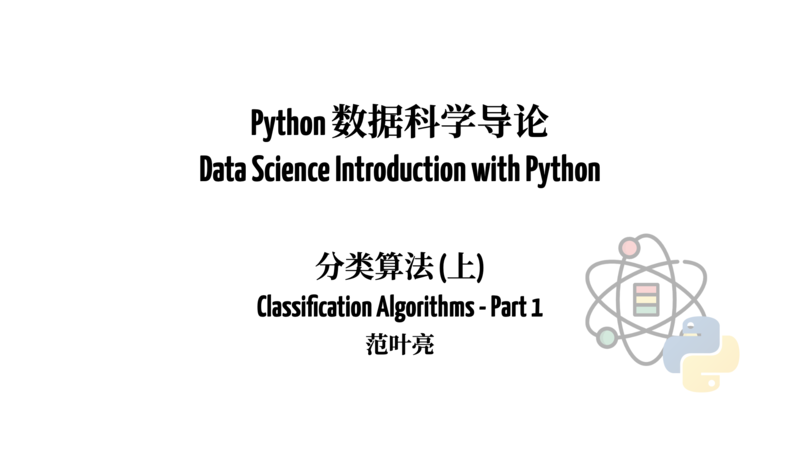 Python 数据科学导论
Data Science Introduction with Python
分类算法 (上)
Classification Algorithms - Part 1
范叶亮